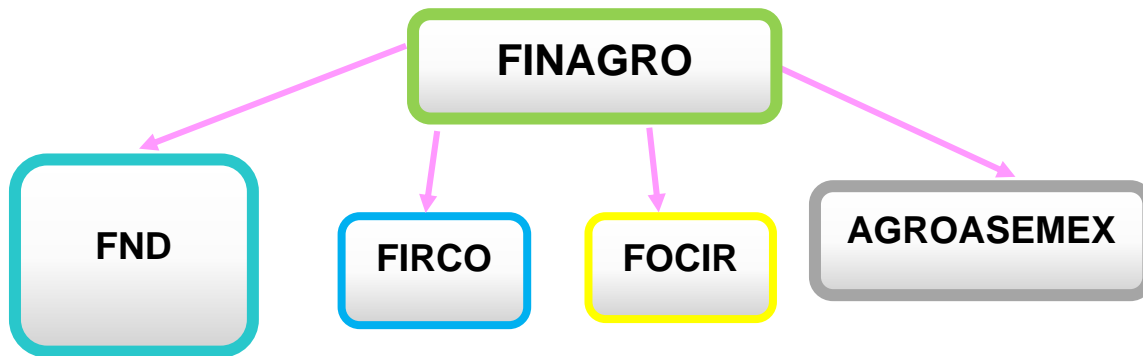 FINAGRO
FND
FIRCO
FOCIR
AGROASEMEX